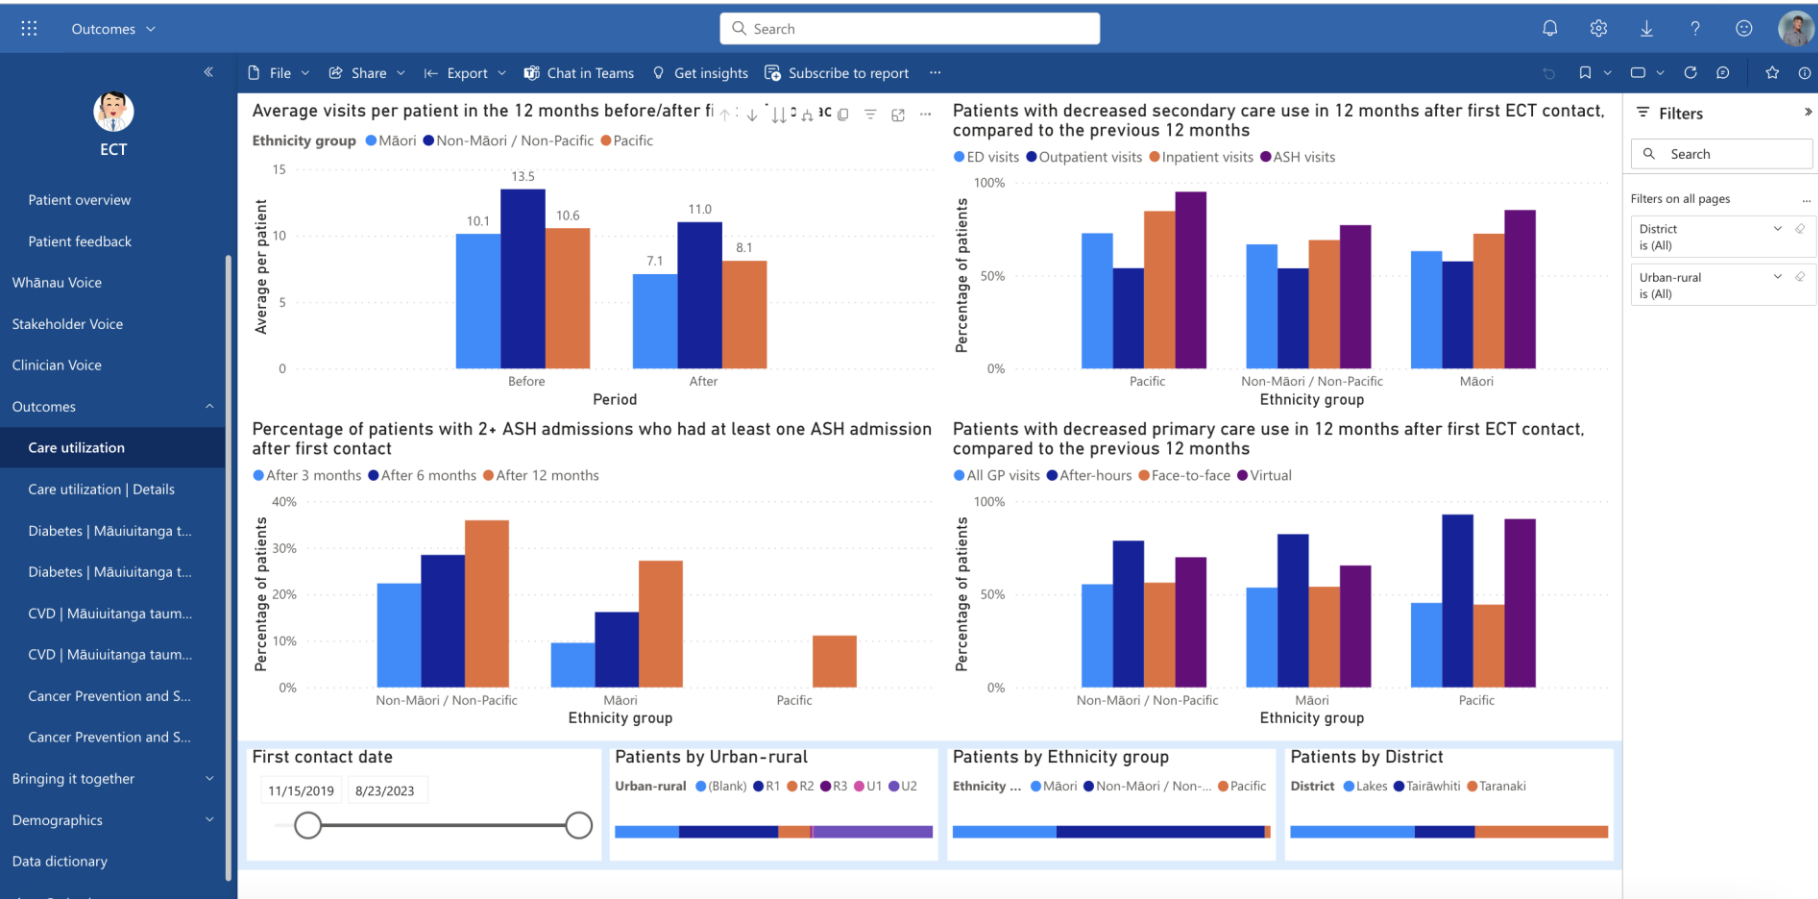 Outcomes
Search
File
Share
Export
Chat in Teams
Get insights
Subscribe to report
ECT
Patient overview
Patient feedback
Whānau Voice
Stakeholder Voice
Clinician Voice
Outcomes
Care utilization
Care utilization | Details
Diabetes | Māuiuitanga t...
Diabetes | Māuiuitanga t...
CVD | Māuiuitanga taum...
CVD | Māuiuitanga taum...
Cancer Prevention and S...
Cancer Prevention and S...
Bringing it together
Demographics
Data dictionary
Average visits per patient in the 12 months before/after fi
Ethnicity group Māori Non-Māori / Non-Pacific Pacific
Average per patient
15
10
5
0
10.1
13.5
10.6
7.1
11.0
8.1
Before
After
Period
Patients with decreased secondary care use in 12 months after first ECT contact,
compared to the previous 12 months
ED visits Outpatient visits Inpatient visits ASH visits
Percentage of patients
100%
50%
0%
Pacific
Non-Māori / Non-Pacific
Māori
Ethnicity group
Percentage of patients with 2+ ASH admissions who had at least one ASH admission
after first contact
After 3 months After 6 months After 12 months
Percentage of patients
40%
30%
20%
10%
0%
Non-Māori / Non-Pacific
Māori
Pacific
Ethnicity group
Patients with decreased primary care use in 12 months after first ECT contact,
compared to the previous 12 months
All GP visits After-hours Face-to-face Virtual
Percentage of patients
100%
50%
0%
Non-Māori / Non-Pacific
Māori
Pacific
Ethnicity group
First contact date
11/15/2019
8/23/2023
Patients by Urban-rural
Urban-rural (Blank) R1 R2 R3 U1 U2
Patients by Ethnicity group
Ethnicity ... Māori Non-Māori / Non-... Pacific
Patients by District
District Lakes Tairāwhiti Taranaki
Filters
Search
Filters on all pages
District
is (All)
Urban-rural
is (All)